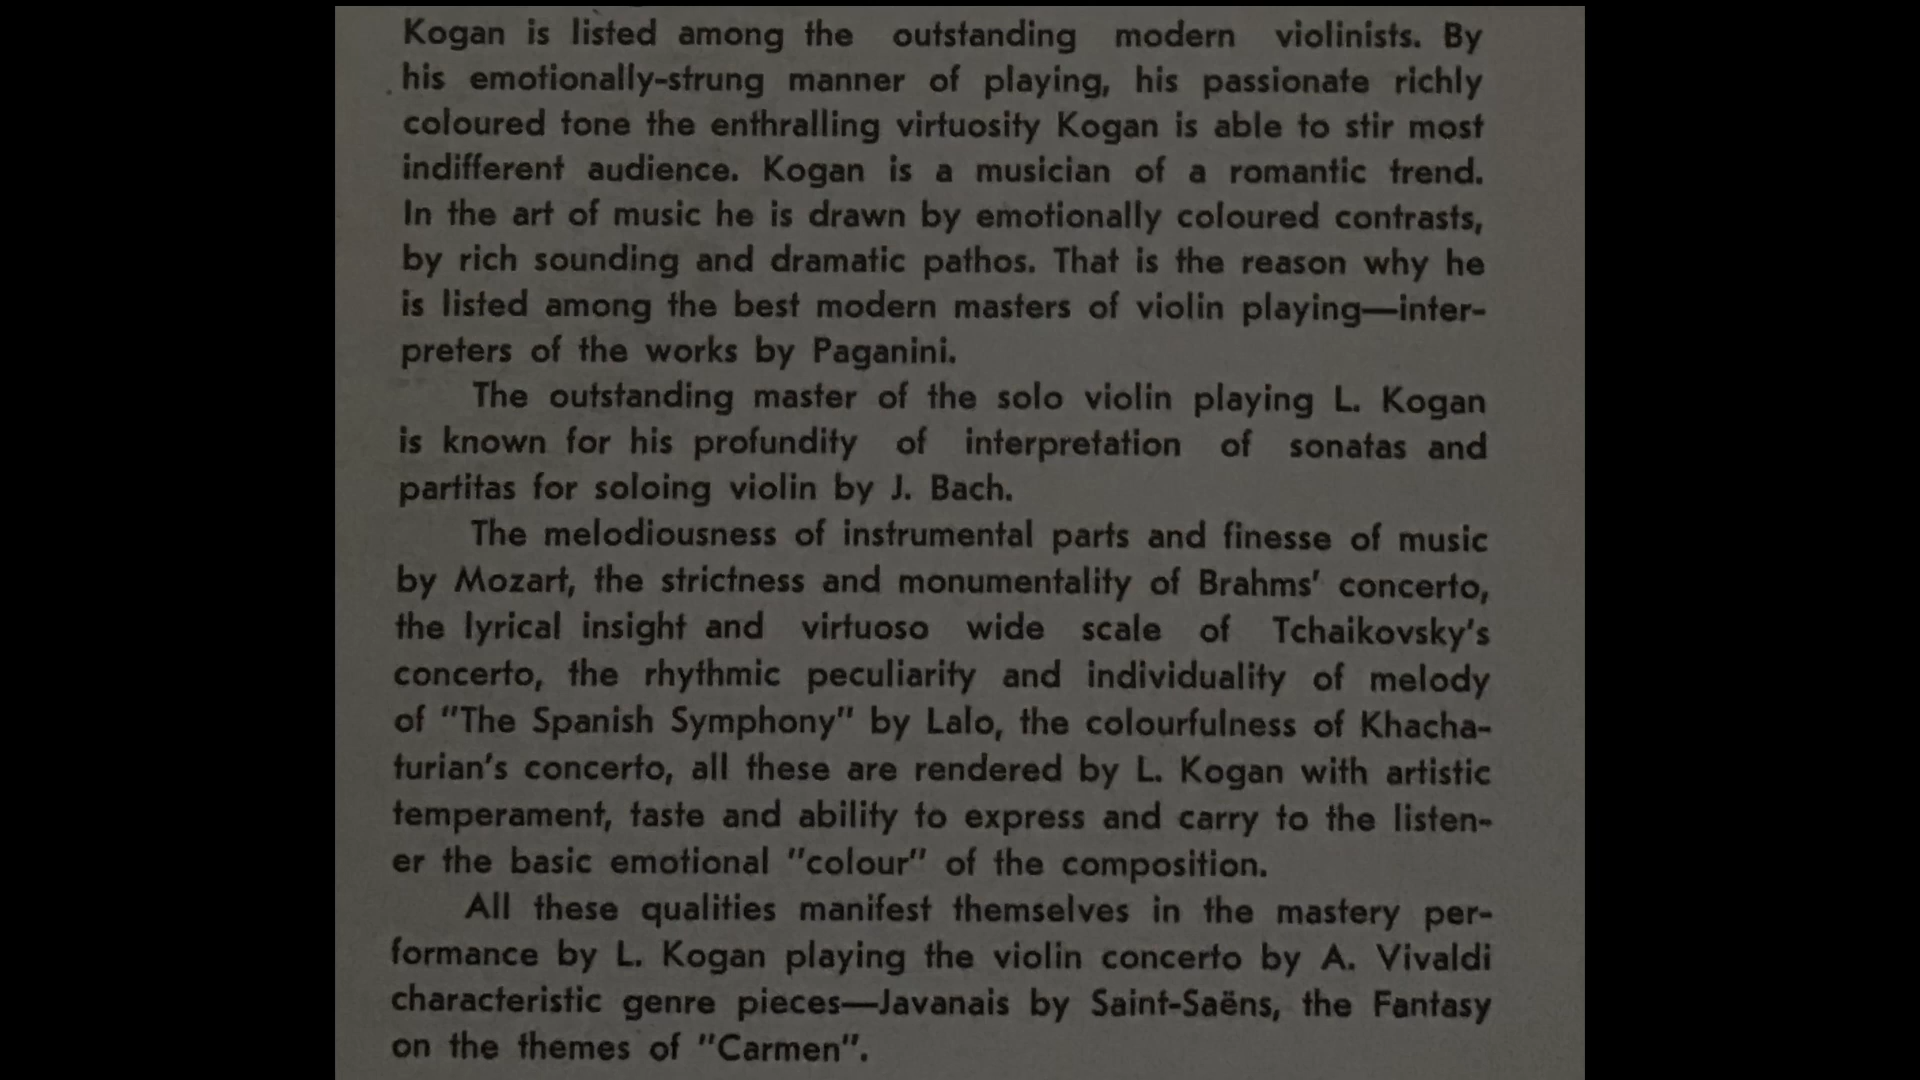 Kogan is listed among the outstanding modern violinists. By
his emotionally-strung manner of playing, his passionate richly
coloured tone the enthralling virtuosity Kogan is able to stir most
indifferent audience. Kogan is a musician of a romantic trend.
In the art of music he is drawn by emotionally coloured contrasts,
by rich sounding and dramatic pathos. That is the reason why he
is listed among the best modern masters of violin playing—inter-
preters of the works by Paganini.
The outstanding master of the solo violin playing L. Kogan
is known for his profundity of interpretation of sonatas and
partitas for soloing violin by J. Bach.
The melodiousness of instrumental parts and finesse of music
by Mozart, the strictness and monumentality of Brahms' concerto,
the lyrical insight and virtuoso wide scale of Tchaikovsky's
concerto, the rhythmic peculiarity and individuality of melody
of "The Spanish Symphony" by Lalo, the colourfulness of Khacha-
turian's concerto, all these are rendered by L. Kogan with artistic
temperament, taste and ability to express and carry to the listen-
er the basic emotional "colour" of the composition.
All these qualities manifest themselves in the mastery per-
formance by L. Kogan playing the violin concerto by A. Vivaldi
characteristic genre pieces—Javanais by Saint-Saëns, the Fantasy
on the themes of "Carmen".